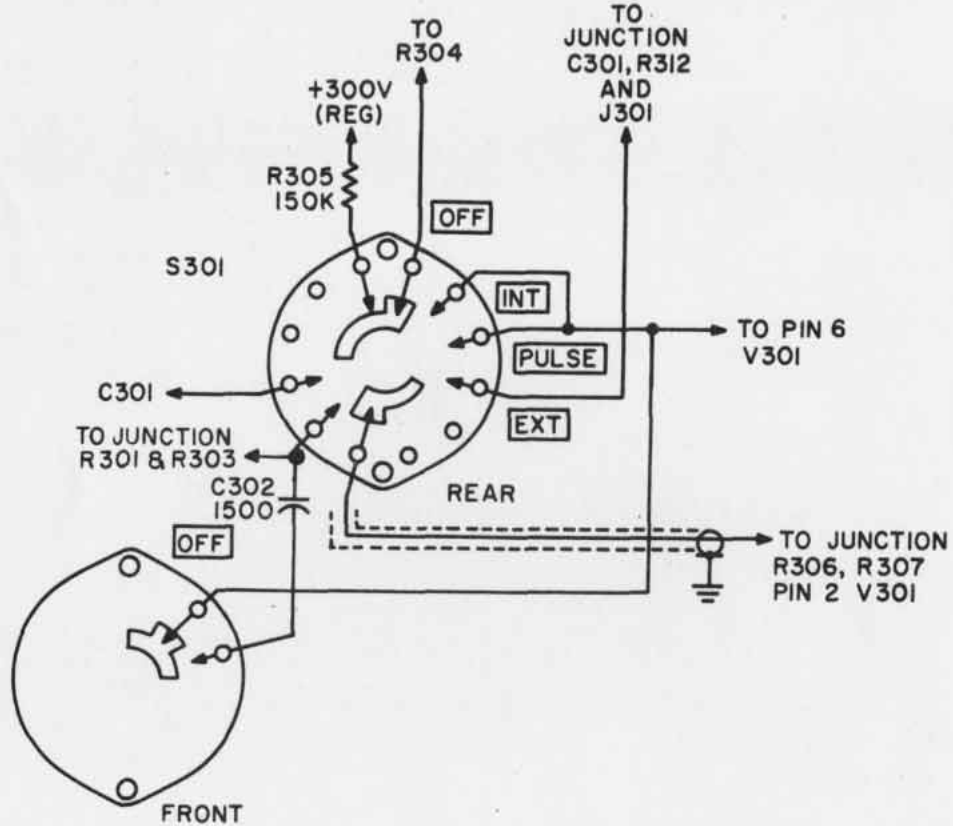 TO
R304
TO
JUNCTION
C301, R312
AND
J301
+300V
(REG)
R305
150K
OFF
S301
INT
TO PIN 6
V301
PULSE
C301
EXT
TO JUNCTION
R301 & R303
C302
1500
REAR
OFF
TO JUNCTION
R306, R307
PIN 2 V301
FRONT